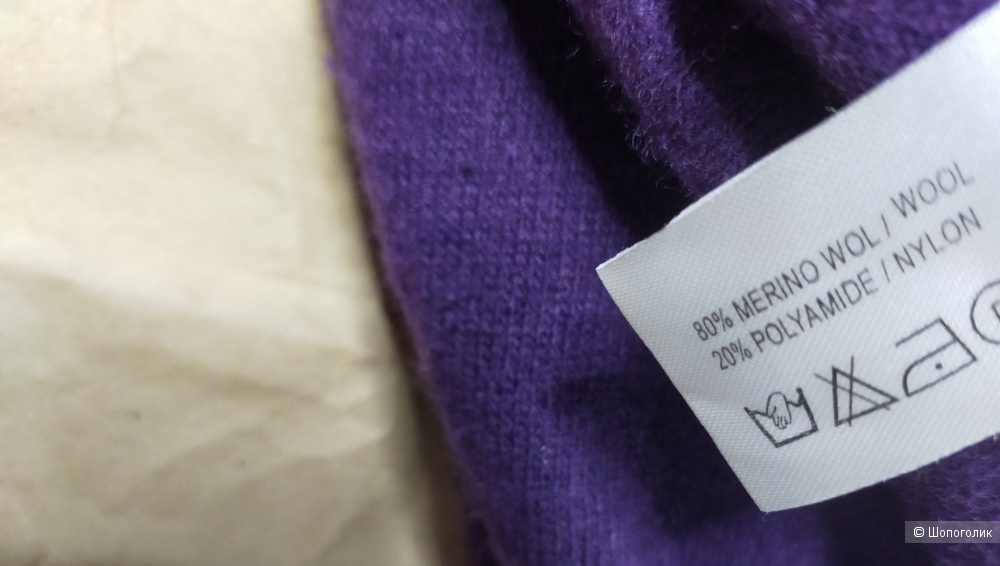 80% MERINO WOL / WOOL
20% POLYAMIDE / NYLON
© Шопоголик